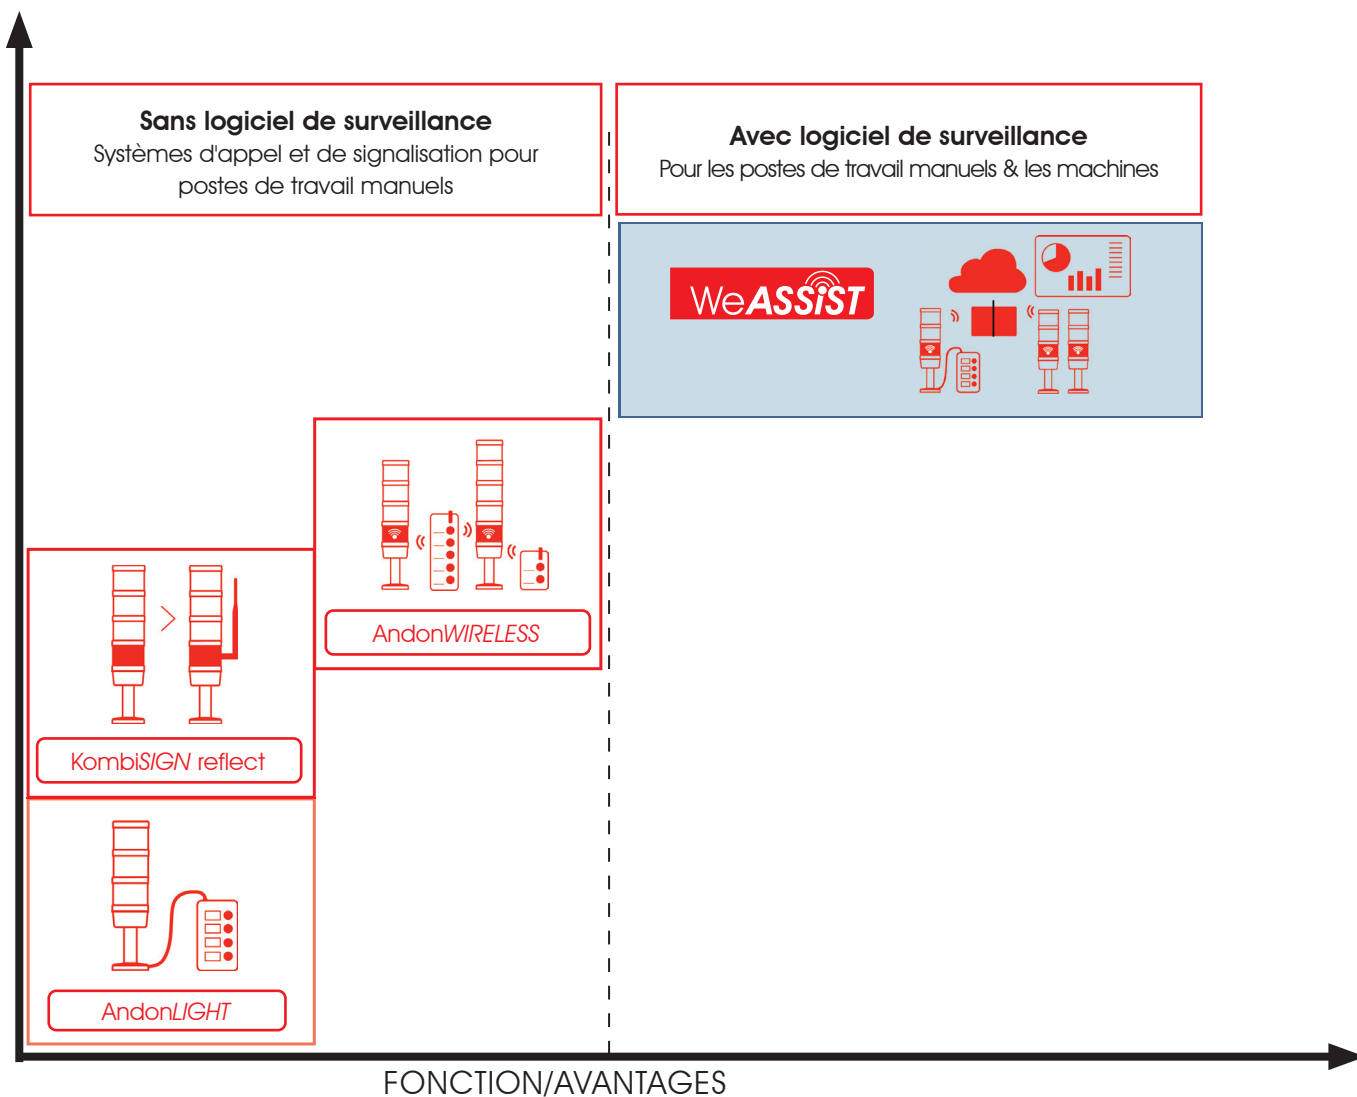 Sans logiciel de surveillance
Systèmes d'appel et de signalisation pour
postes de travail manuels
Avec logiciel de surveillance
Pour les postes de travail manuels & les machines
WeASSiST
AndonWIRELESS
KombiSIGN reflect
AndonLIGHT
FONCTION/AVANTAGES